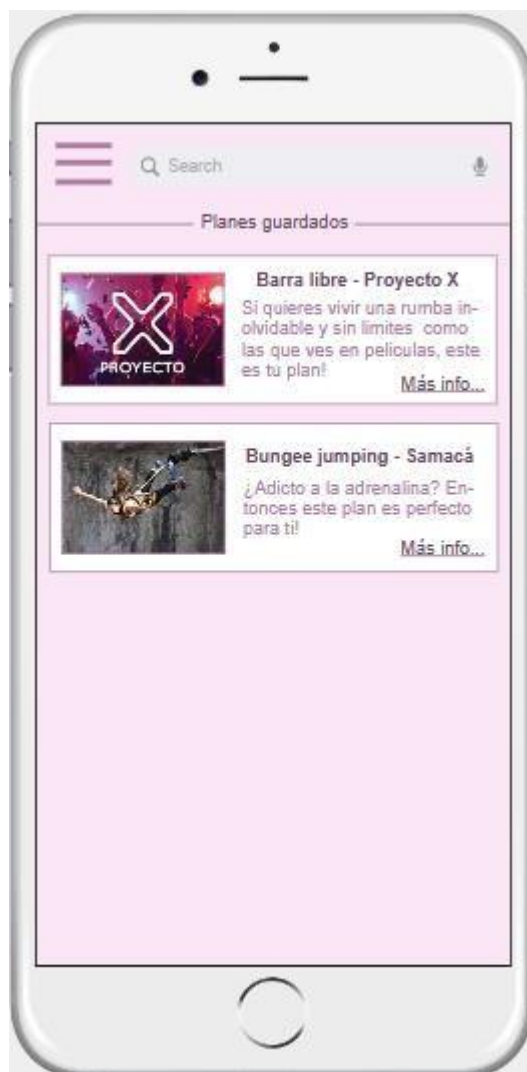 Search
Planes guardados
PROYECTO
Barra libre - Proyecto X
Si quieres vivir una rumba in-
olvidable y sin limites como
las que ves en peliculas, este
es tu plan!
Más info...
Bungee jumping - Samacá
¿Adicto a la adrenalina? En-
tonces este plan es perfecto
para ti!
Más info...